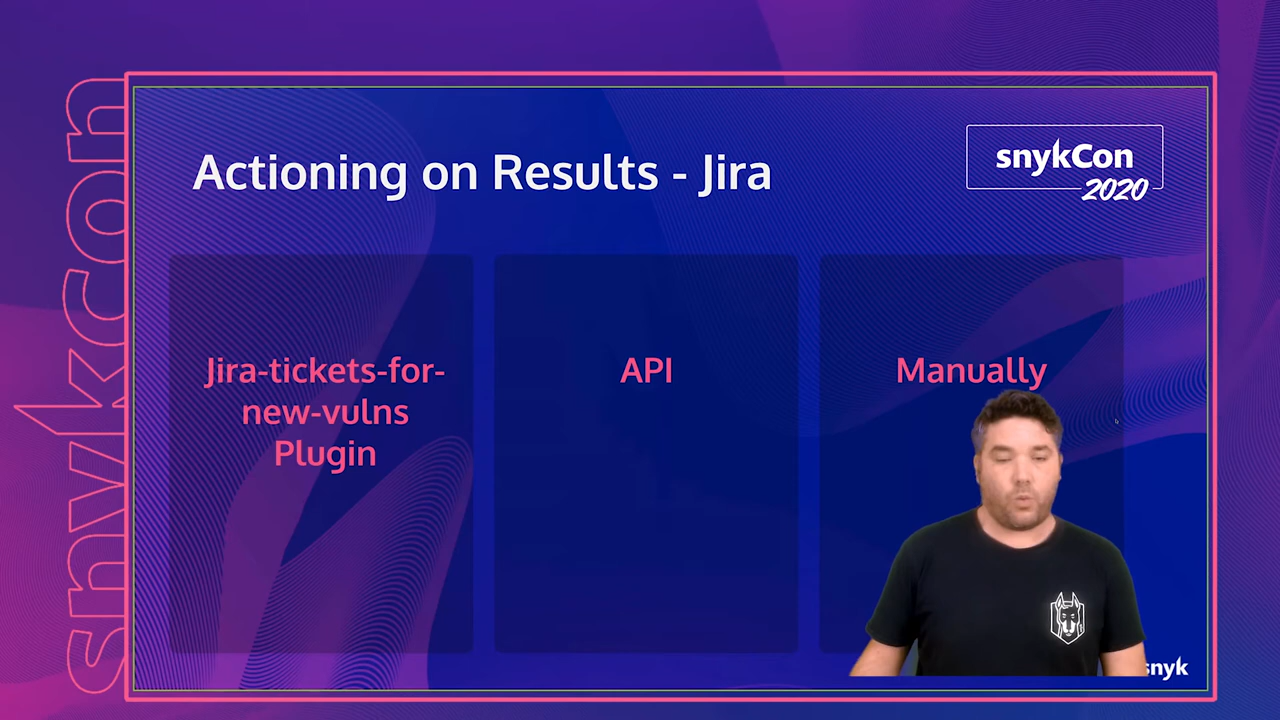 snykcon
Actioning on Results - Jira
snykCon
2020
Jira-tickets-for-
new-vulns
Plugin
API
Manually
snyk